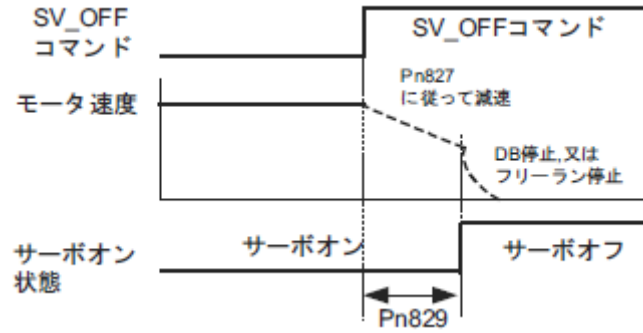 SV_OFF
コマンド
SV_OFFコマンド
Pn827
に従って減速
モータ速度
DB停止,又は
フリーラン停止
サーボオン
状態
サーボオン
サーボオフ
Pn829